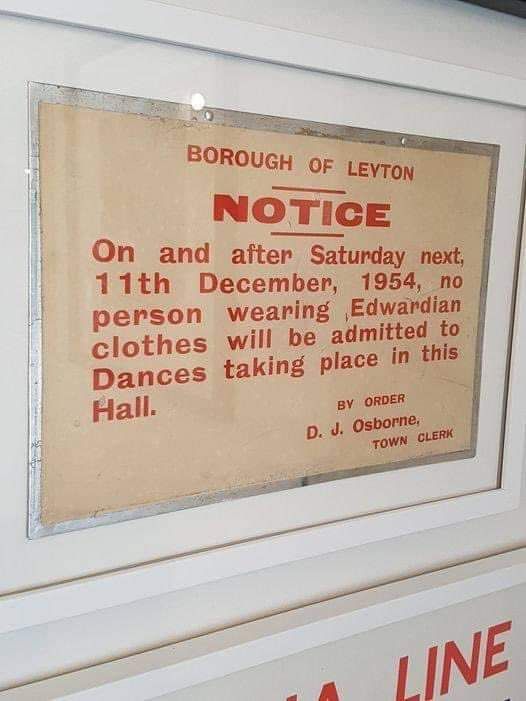 BOROUGH OF LEYTON
NOTICE
On and after Saturday next,
11th December, 1954, no
person wearing Edwardian
clothes will be admitted to
Dances taking place in this
Hall.
BY ORDER
D. J. Osborne,
TOWN CLERK
LINE